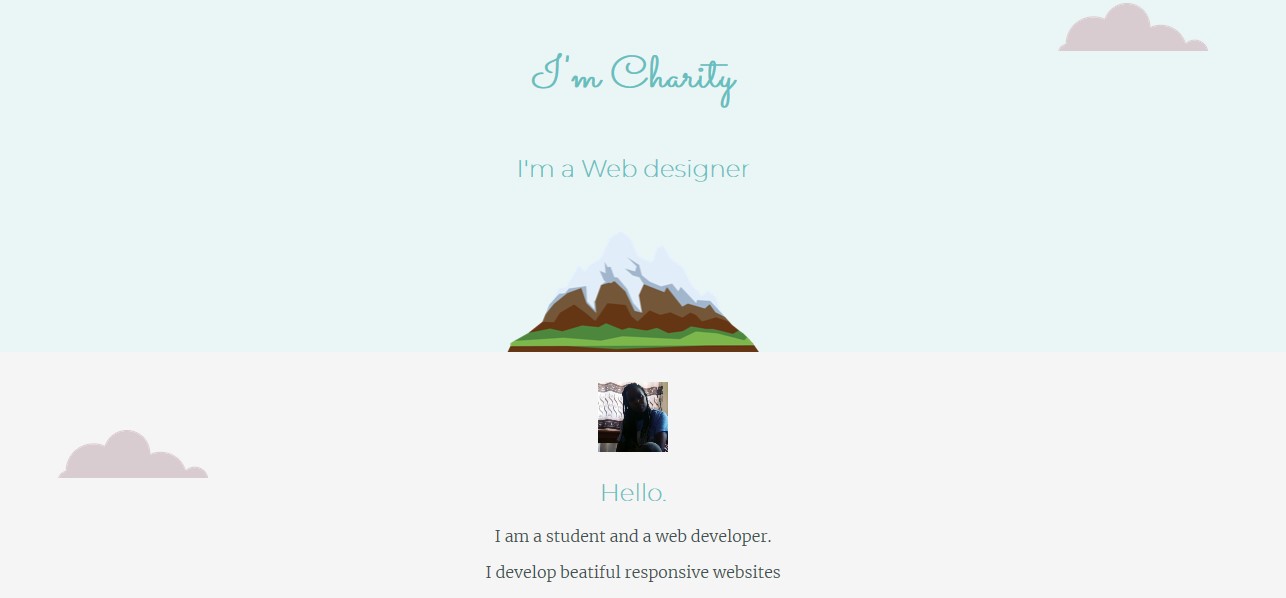 I'm Charity
I'm a Web designer
Hello.
I am a student and a web developer.
I develop beatiful responsive websites